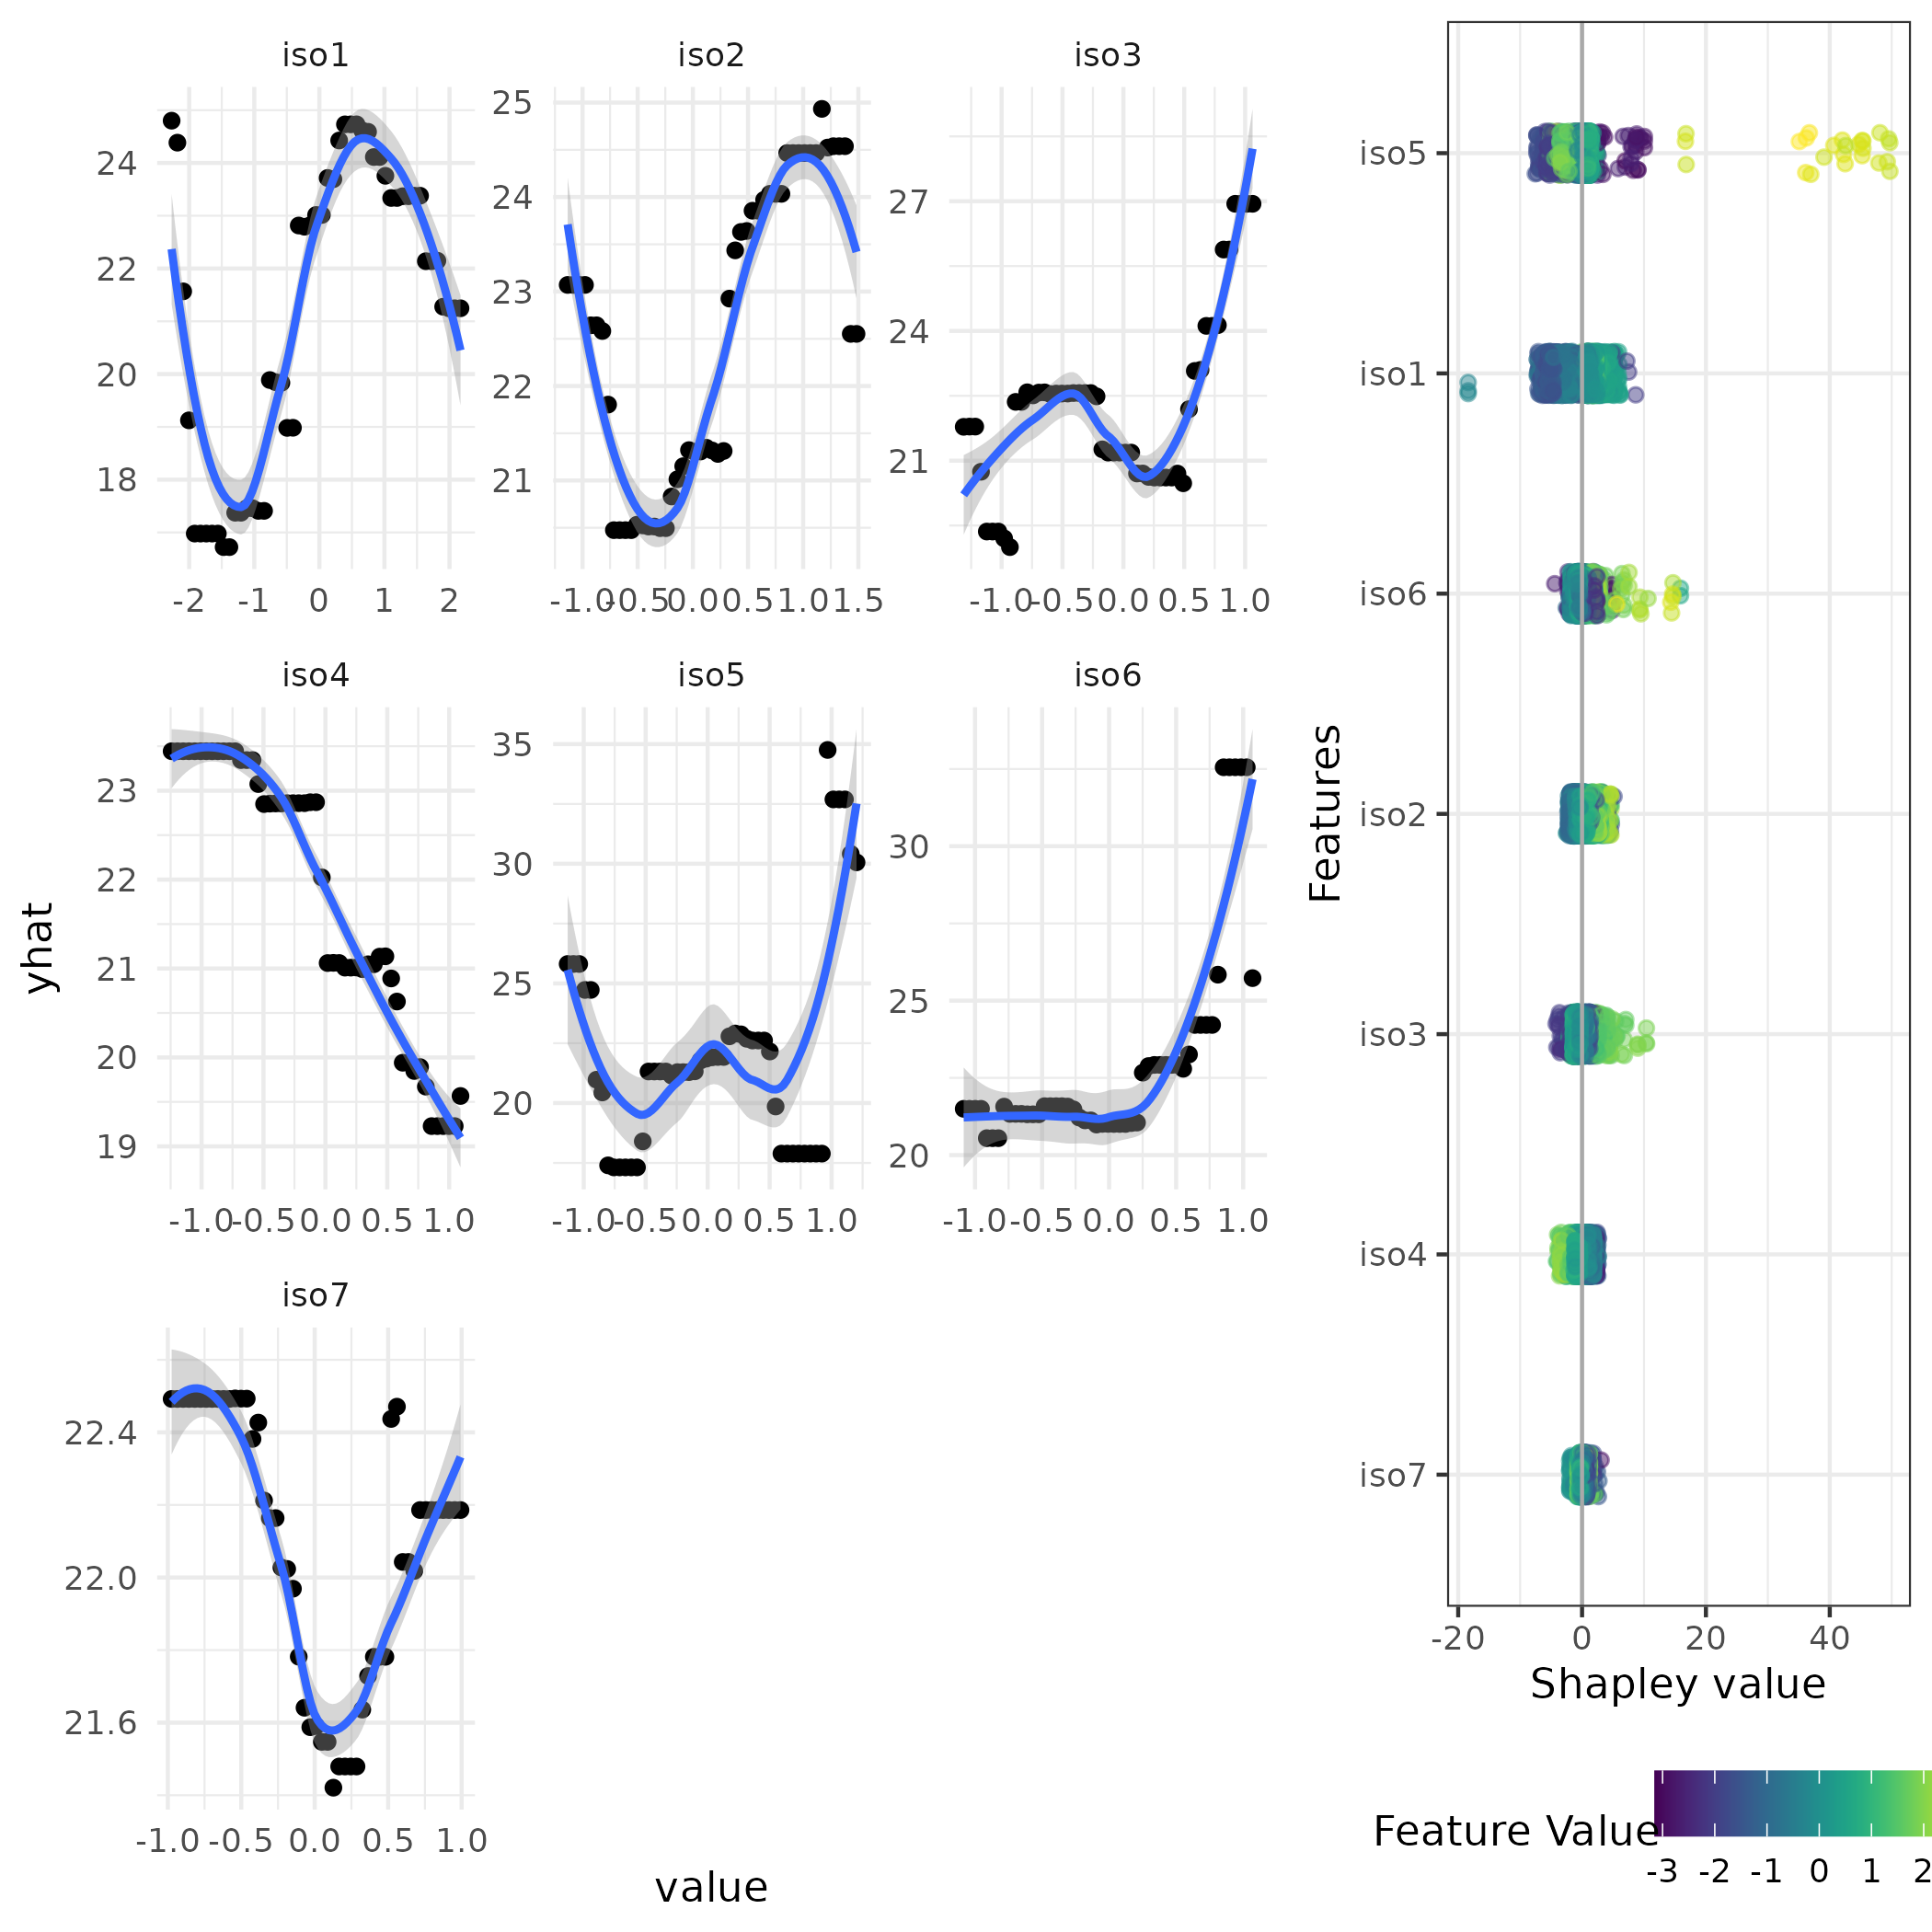 iso1 iso2 iso3
24
22
20
18
25
24
23
22
21
27
24
21
-2 -1 0 1 2
-1.0 -0.5 0.0 0.5 1.0 1.5
-1.0 -0.5 0.0 0.5 1.0
iso4 iso5 iso6
23
22
21
20
19
35
30
25
20
30
25
20
-1.0 -0.5 0.0 0.5 1.0
-1.0 -0.5 0.0 0.5 1.0
-1.0 -0.5 0.0 0.5 1.0
iso7
22.4
22.0
21.6
-1.0 -0.5 0.0 0.5 1.0
yhat
value
Features
iso5
iso1
iso6
iso2
iso3
iso4
iso7
-20 0 20 40
Shapley value
Feature Value
-3 -2 -1 0 1 2